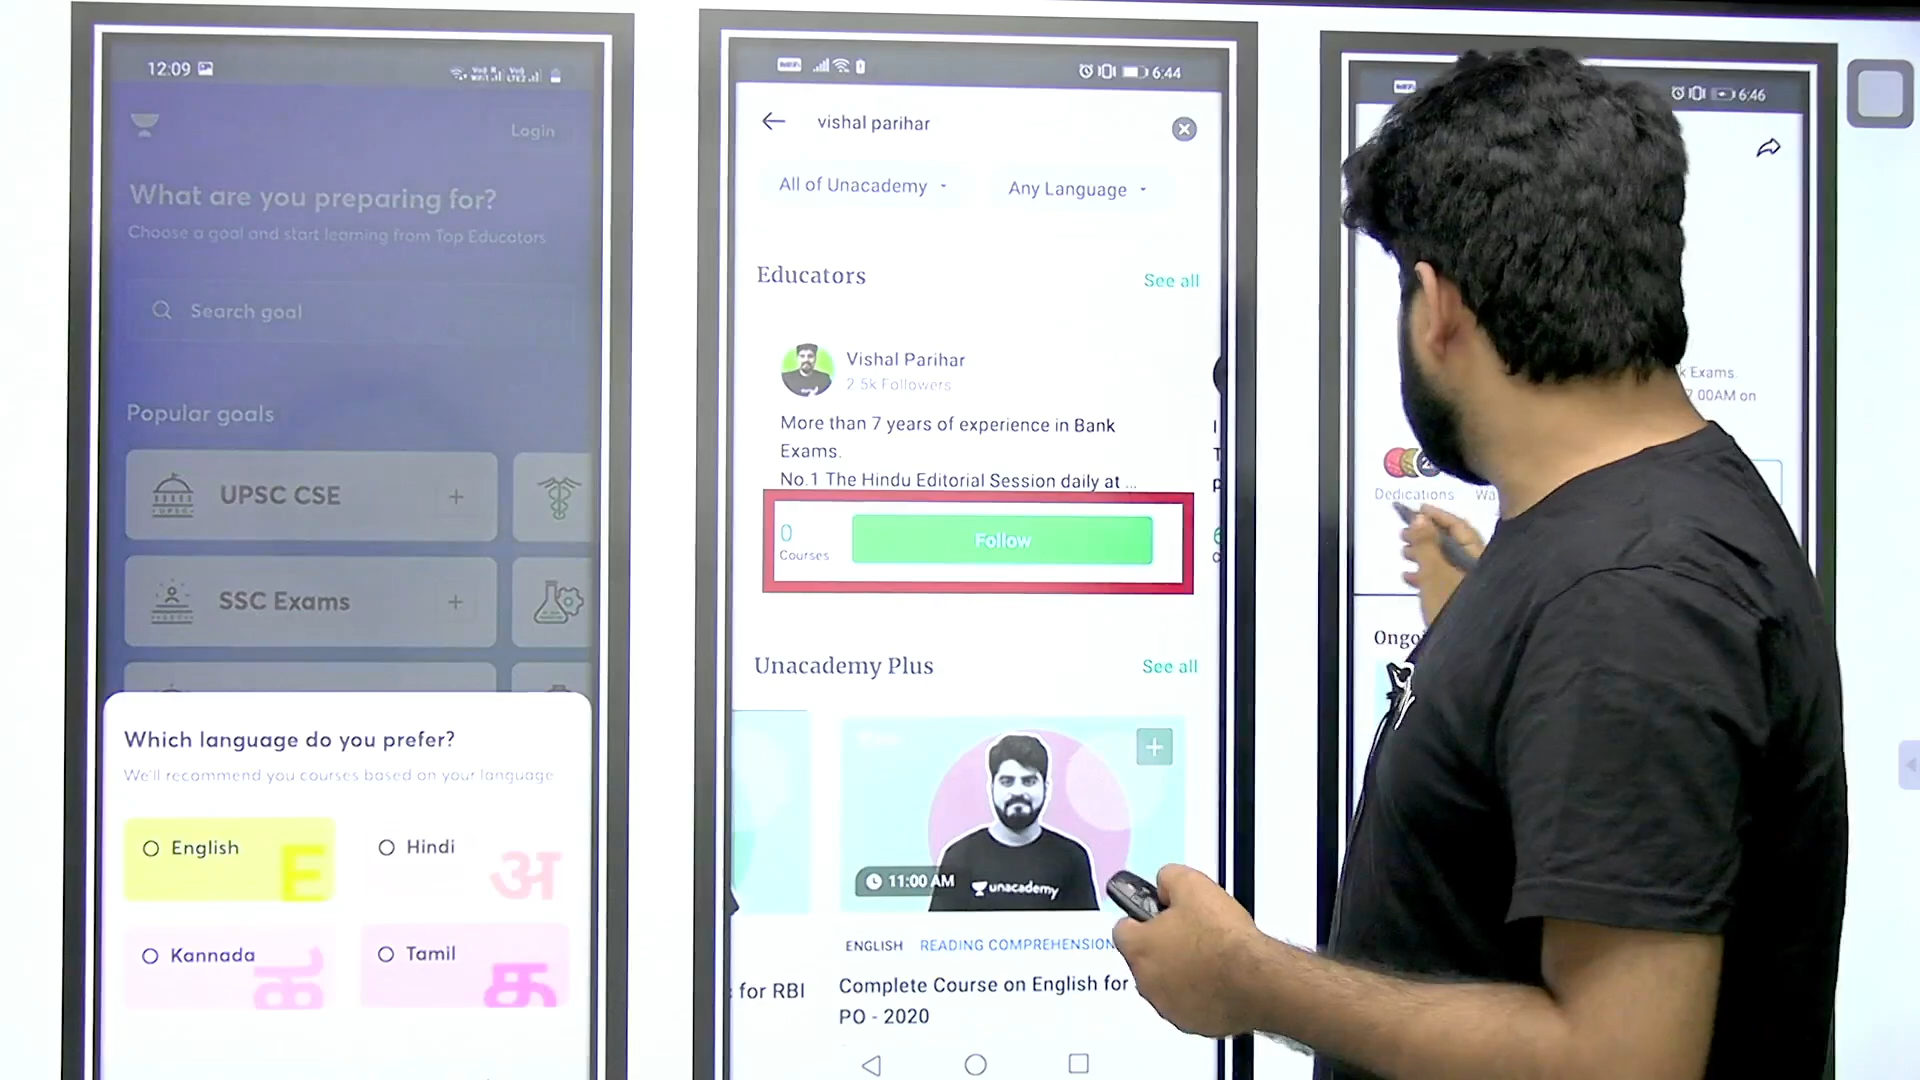 12:09
Login
What are you preparing for?
Choose a goal and start learning from Top Educators
Search goal
Popular goals
UPSC CSE
UPSC
SSC Exams
Which language do you prefer?
We'll recommend you courses based on your language
English
E
Hindi
अ
Kannada
Tamil
க
6:44
vishal parihar
All of Unacademy
Any Language
Educators
See all
Vishal Parihar
2.5k Followers
More than 7 years of experience in Bank
Exams.
No.1 The Hindu Editorial Session daily at ...
0
Courses
Follow
Unacademy Plus
See all
11:00 AM
unacademy
ENGLISH READING COMPREHENSION
for RBI
Complete Course on English for
PO - 2020
6:46
k Exams.
7.00AM on
Dedications
Wa
Ongo